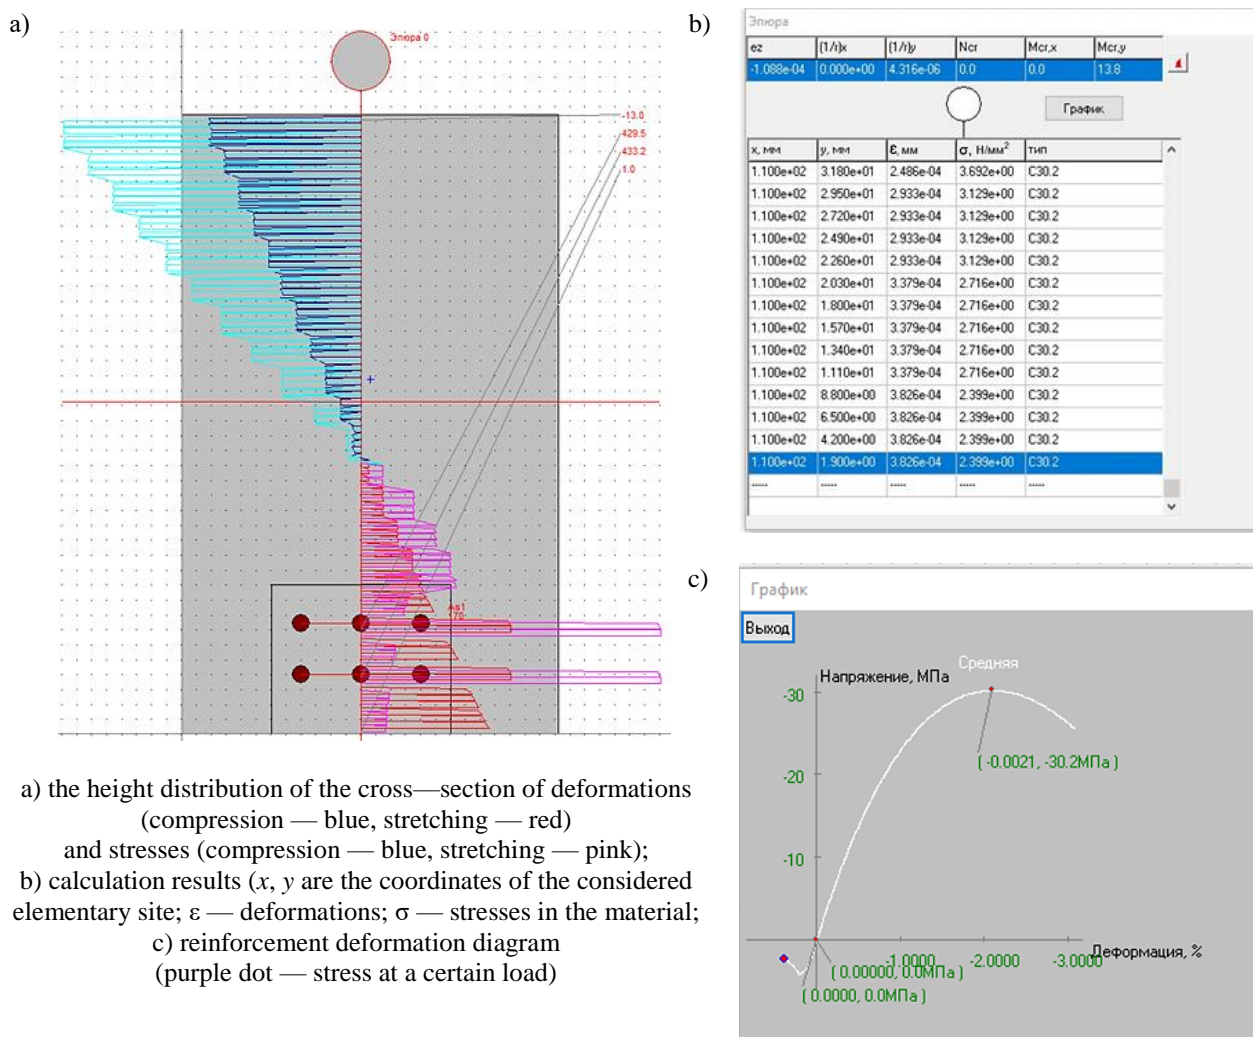 a)
Эпюра 0
-13.0
429.5
433.2
1.0
As1
b)
Эпюра
ez (1/r)x (1/r)y Ncr Mcr,x Mcr,y
-1.088e-04 0.000e+00 4.316e-06 0.0 0.0 13.8
График
x, мм y, мм ε, мм σ, Н/мм² тип
1.100e+02 3.180e+01 2.486e-04 3.692e+00 C30.2
1.100e+02 2.950e+01 2.933e-04 3.129e+00 C30.2
1.100e+02 2.720e+01 2.933e-04 3.129e+00 C30.2
1.100e+02 2.490e+01 2.933e-04 3.129e+00 C30.2
1.100e+02 2.260e+01 2.933e-04 3.129e+00 C30.2
1.100e+02 2.030e+01 3.379e-04 2.716e+00 C30.2
1.100e+02 1.800e+01 3.379e-04 2.716e+00 C30.2
1.100e+02 1.570e+01 3.379e-04 2.716e+00 C30.2
1.100e+02 1.340e+01 3.379e-04 2.716e+00 C30.2
1.100e+02 1.110e+01 3.379e-04 2.716e+00 C30.2
1.100e+02 8.800e+00 3.826e-04 2.399e+00 C30.2
1.100e+02 6.500e+00 3.826e-04 2.399e+00 C30.2
1.100e+02 4.200e+00 3.826e-04 2.399e+00 C30.2
1.100e+02 1.900e+00 3.826e-04 2.399e+00 C30.2
..... ..... ..... ..... .....
c)
График
Выход
Средняя
Напряжение, МПа
-30
(-0.0021, -30.2МПа)
-20
-10
Деформация, %
-1.0000 -2.0000 -3.0000
(0.00000, 0.0МПа)
(0.0000, 0.0МПа)
a) the height distribution of the cross—section of deformations
(compression — blue, stretching — red)
and stresses (compression — blue, stretching — pink);
b) calculation results (x, y are the coordinates of the considered
elementary site; ε — deformations; σ — stresses in the material;
c) reinforcement deformation diagram
(purple dot — stress at a certain load)